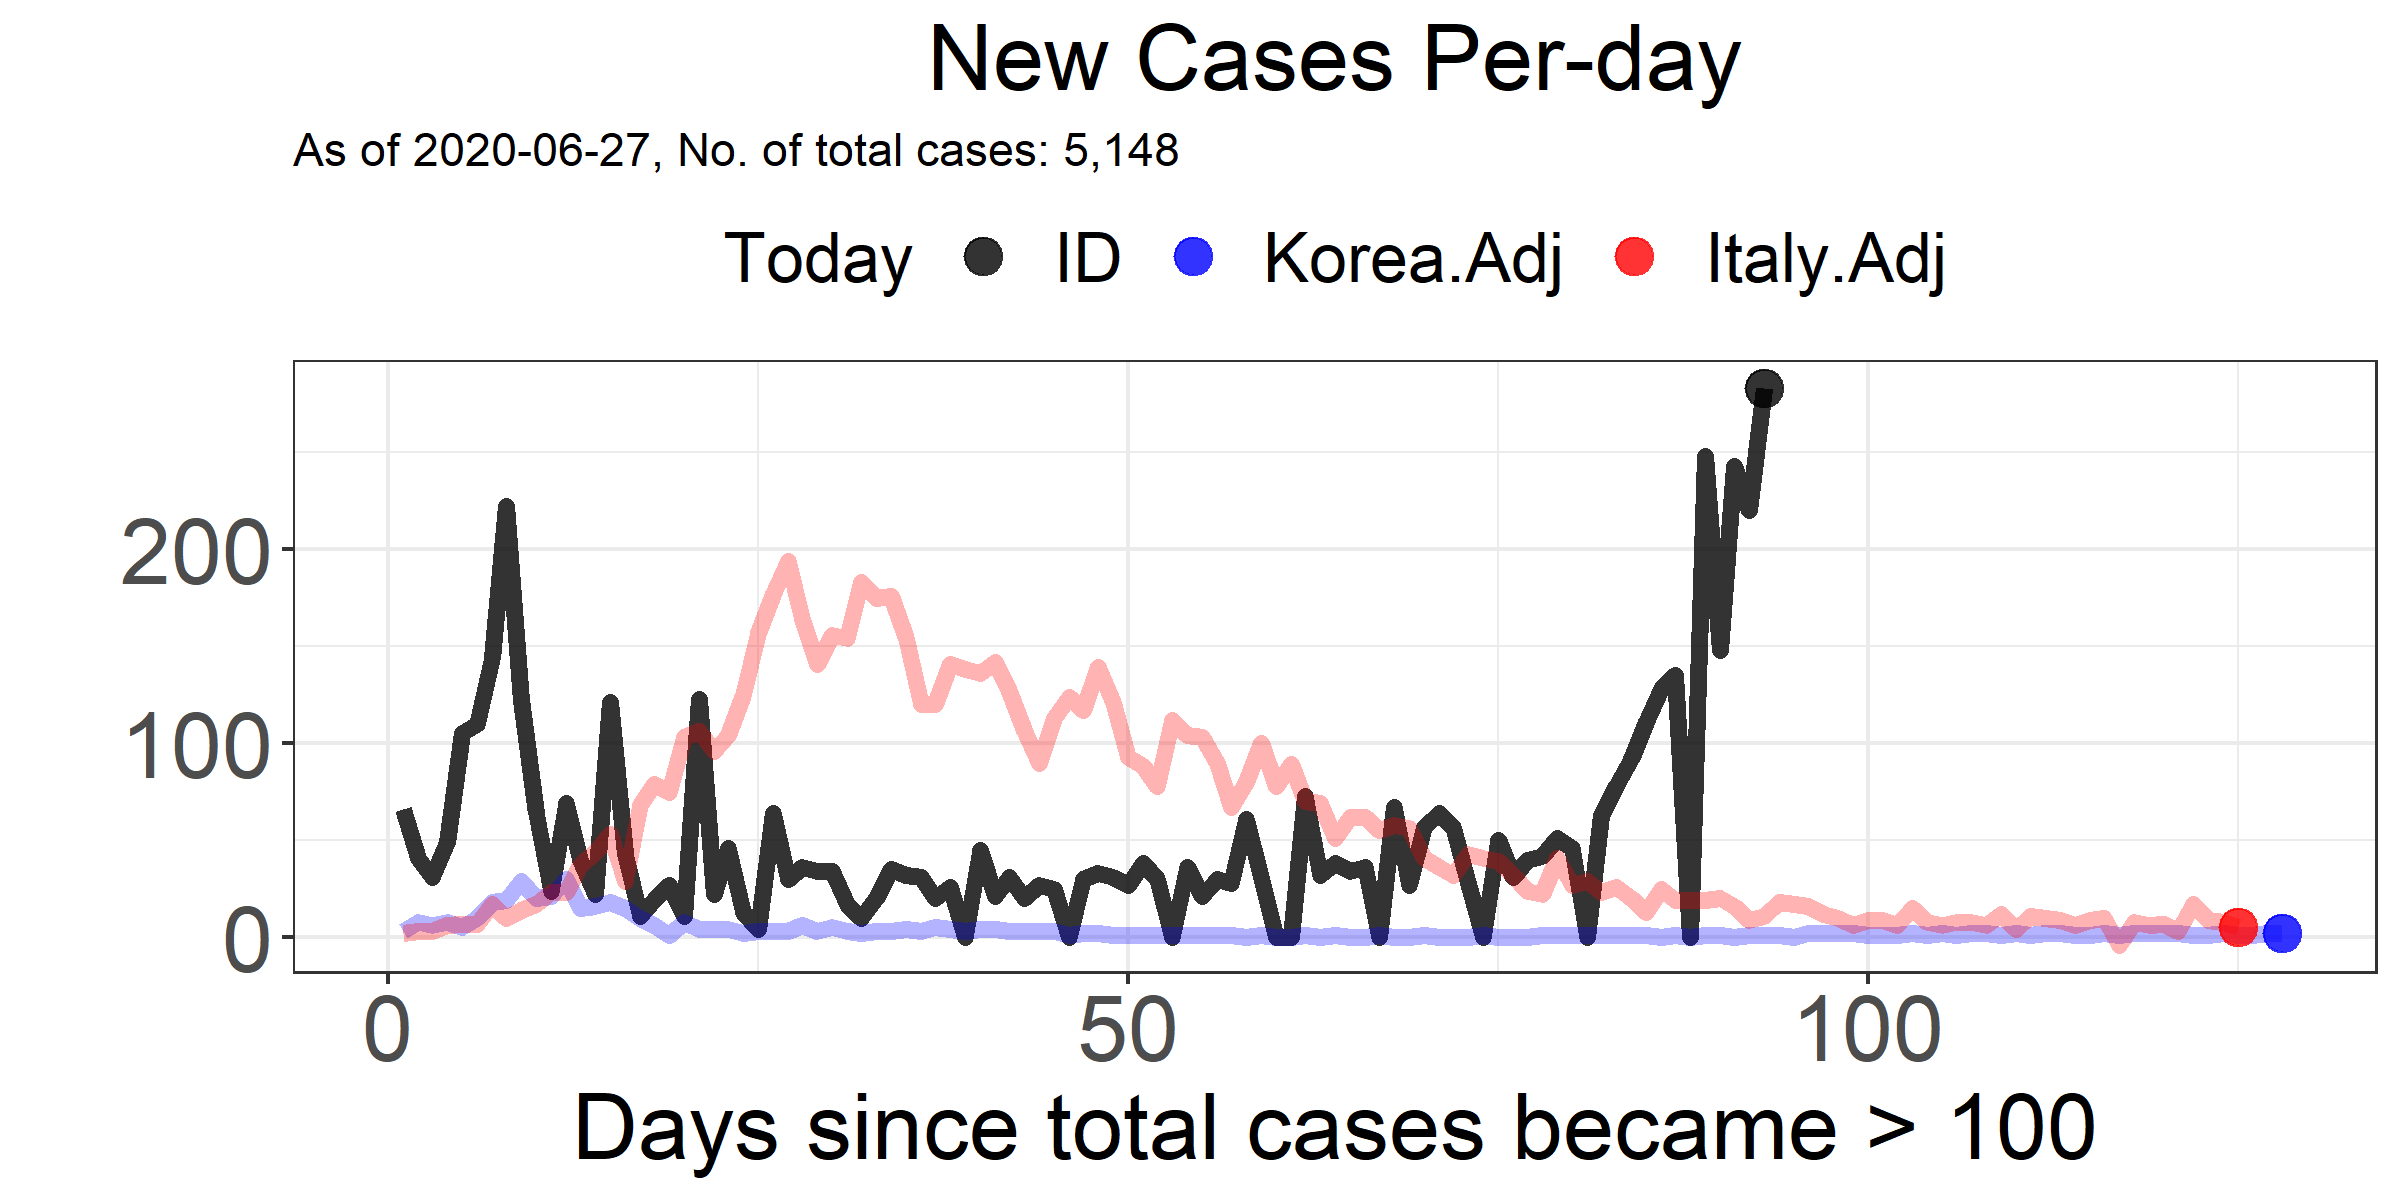 New Cases Per-day
As of 2020-06-27, No. of total cases: 5,148
Today ID Korea.Adj Italy.Adj
200
100
0
0 50 100
Days since total cases became > 100